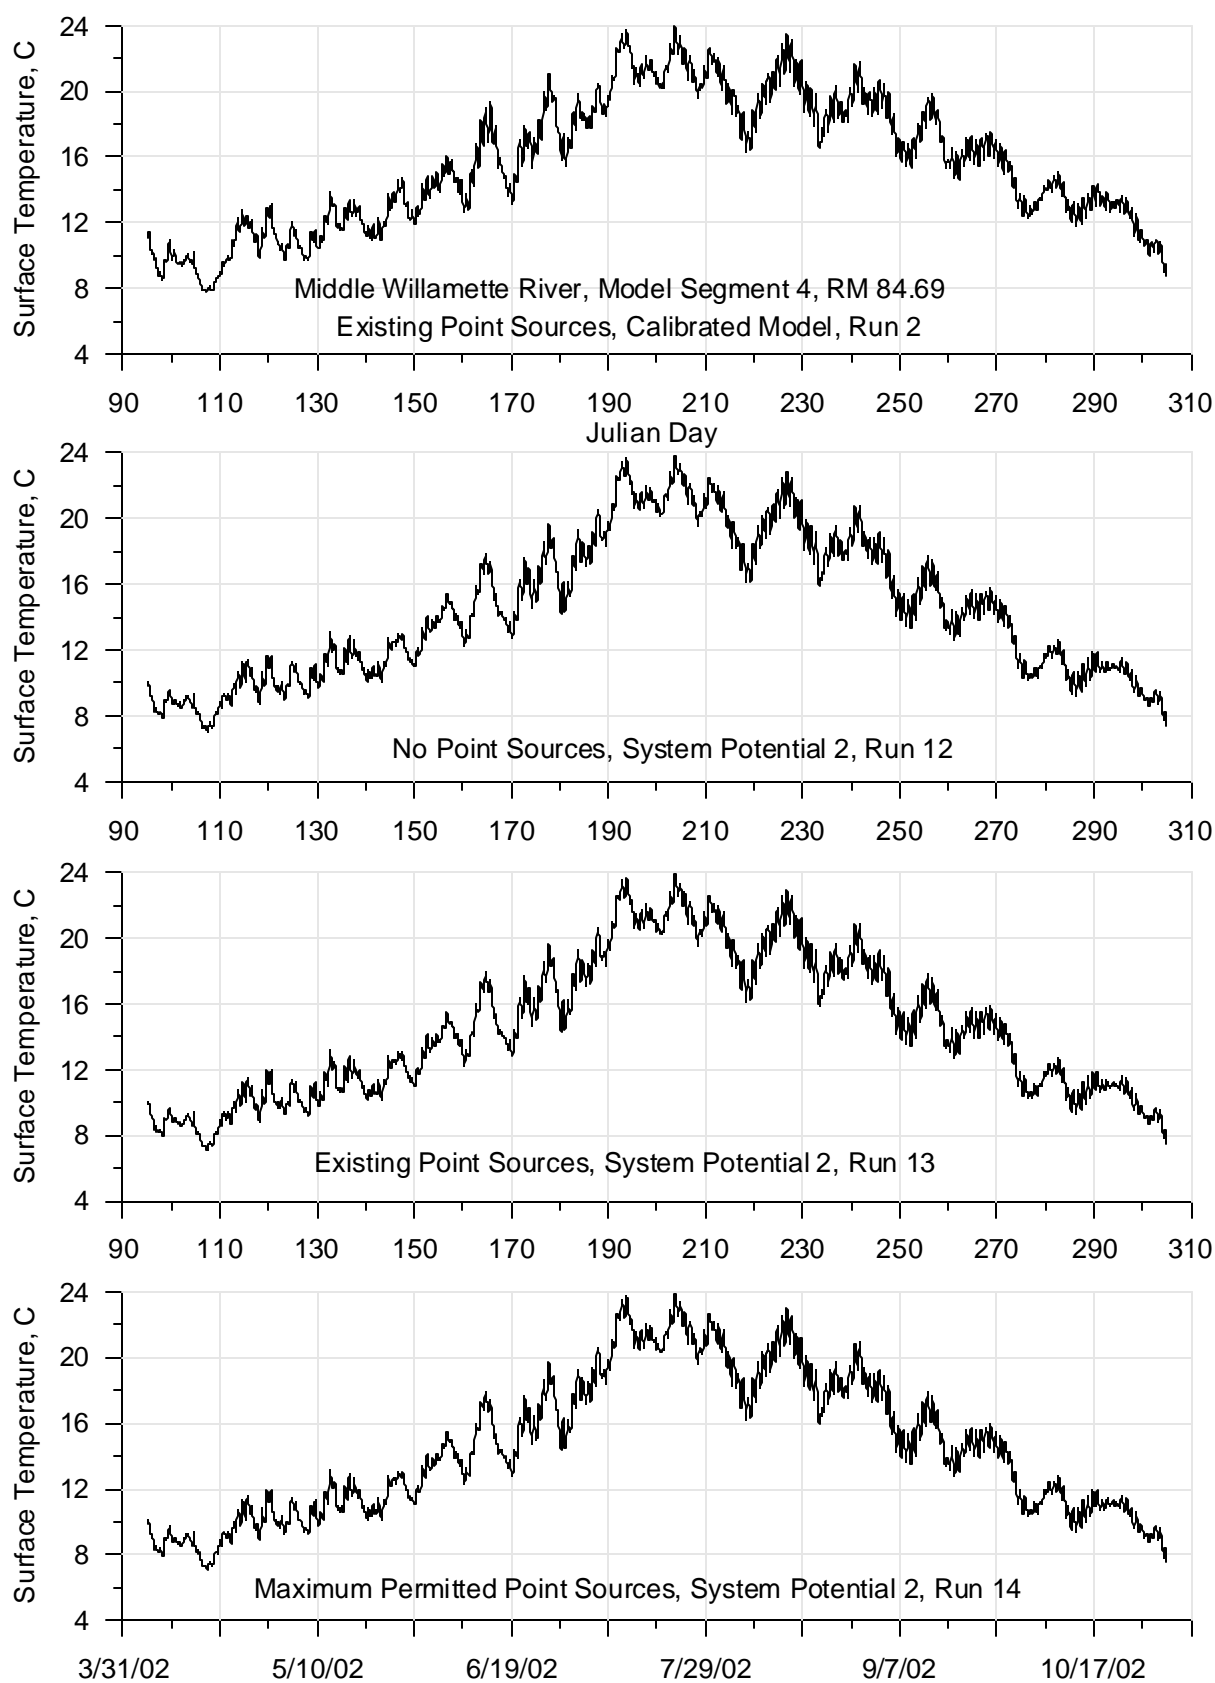 Surface Temperature, C
24
20
16
12
8
4
Middle Willamette River, Model Segment 4, RM 84.69
Existing Point Sources, Calibrated Model, Run 2
90 110 130 150 170 190 210 230 250 270 290 310
Julian Day
Surface Temperature, C
24
20
16
12
8
4
No Point Sources, System Potential 2, Run 12
90 110 130 150 170 190 210 230 250 270 290 310
Surface Temperature, C
24
20
16
12
8
4
Existing Point Sources, System Potential 2, Run 13
90 110 130 150 170 190 210 230 250 270 290 310
Surface Temperature, C
24
20
16
12
8
4
Maximum Permitted Point Sources, System Potential 2, Run 14
3/31/02 5/10/02 6/19/02 7/29/02 9/7/02 10/17/02